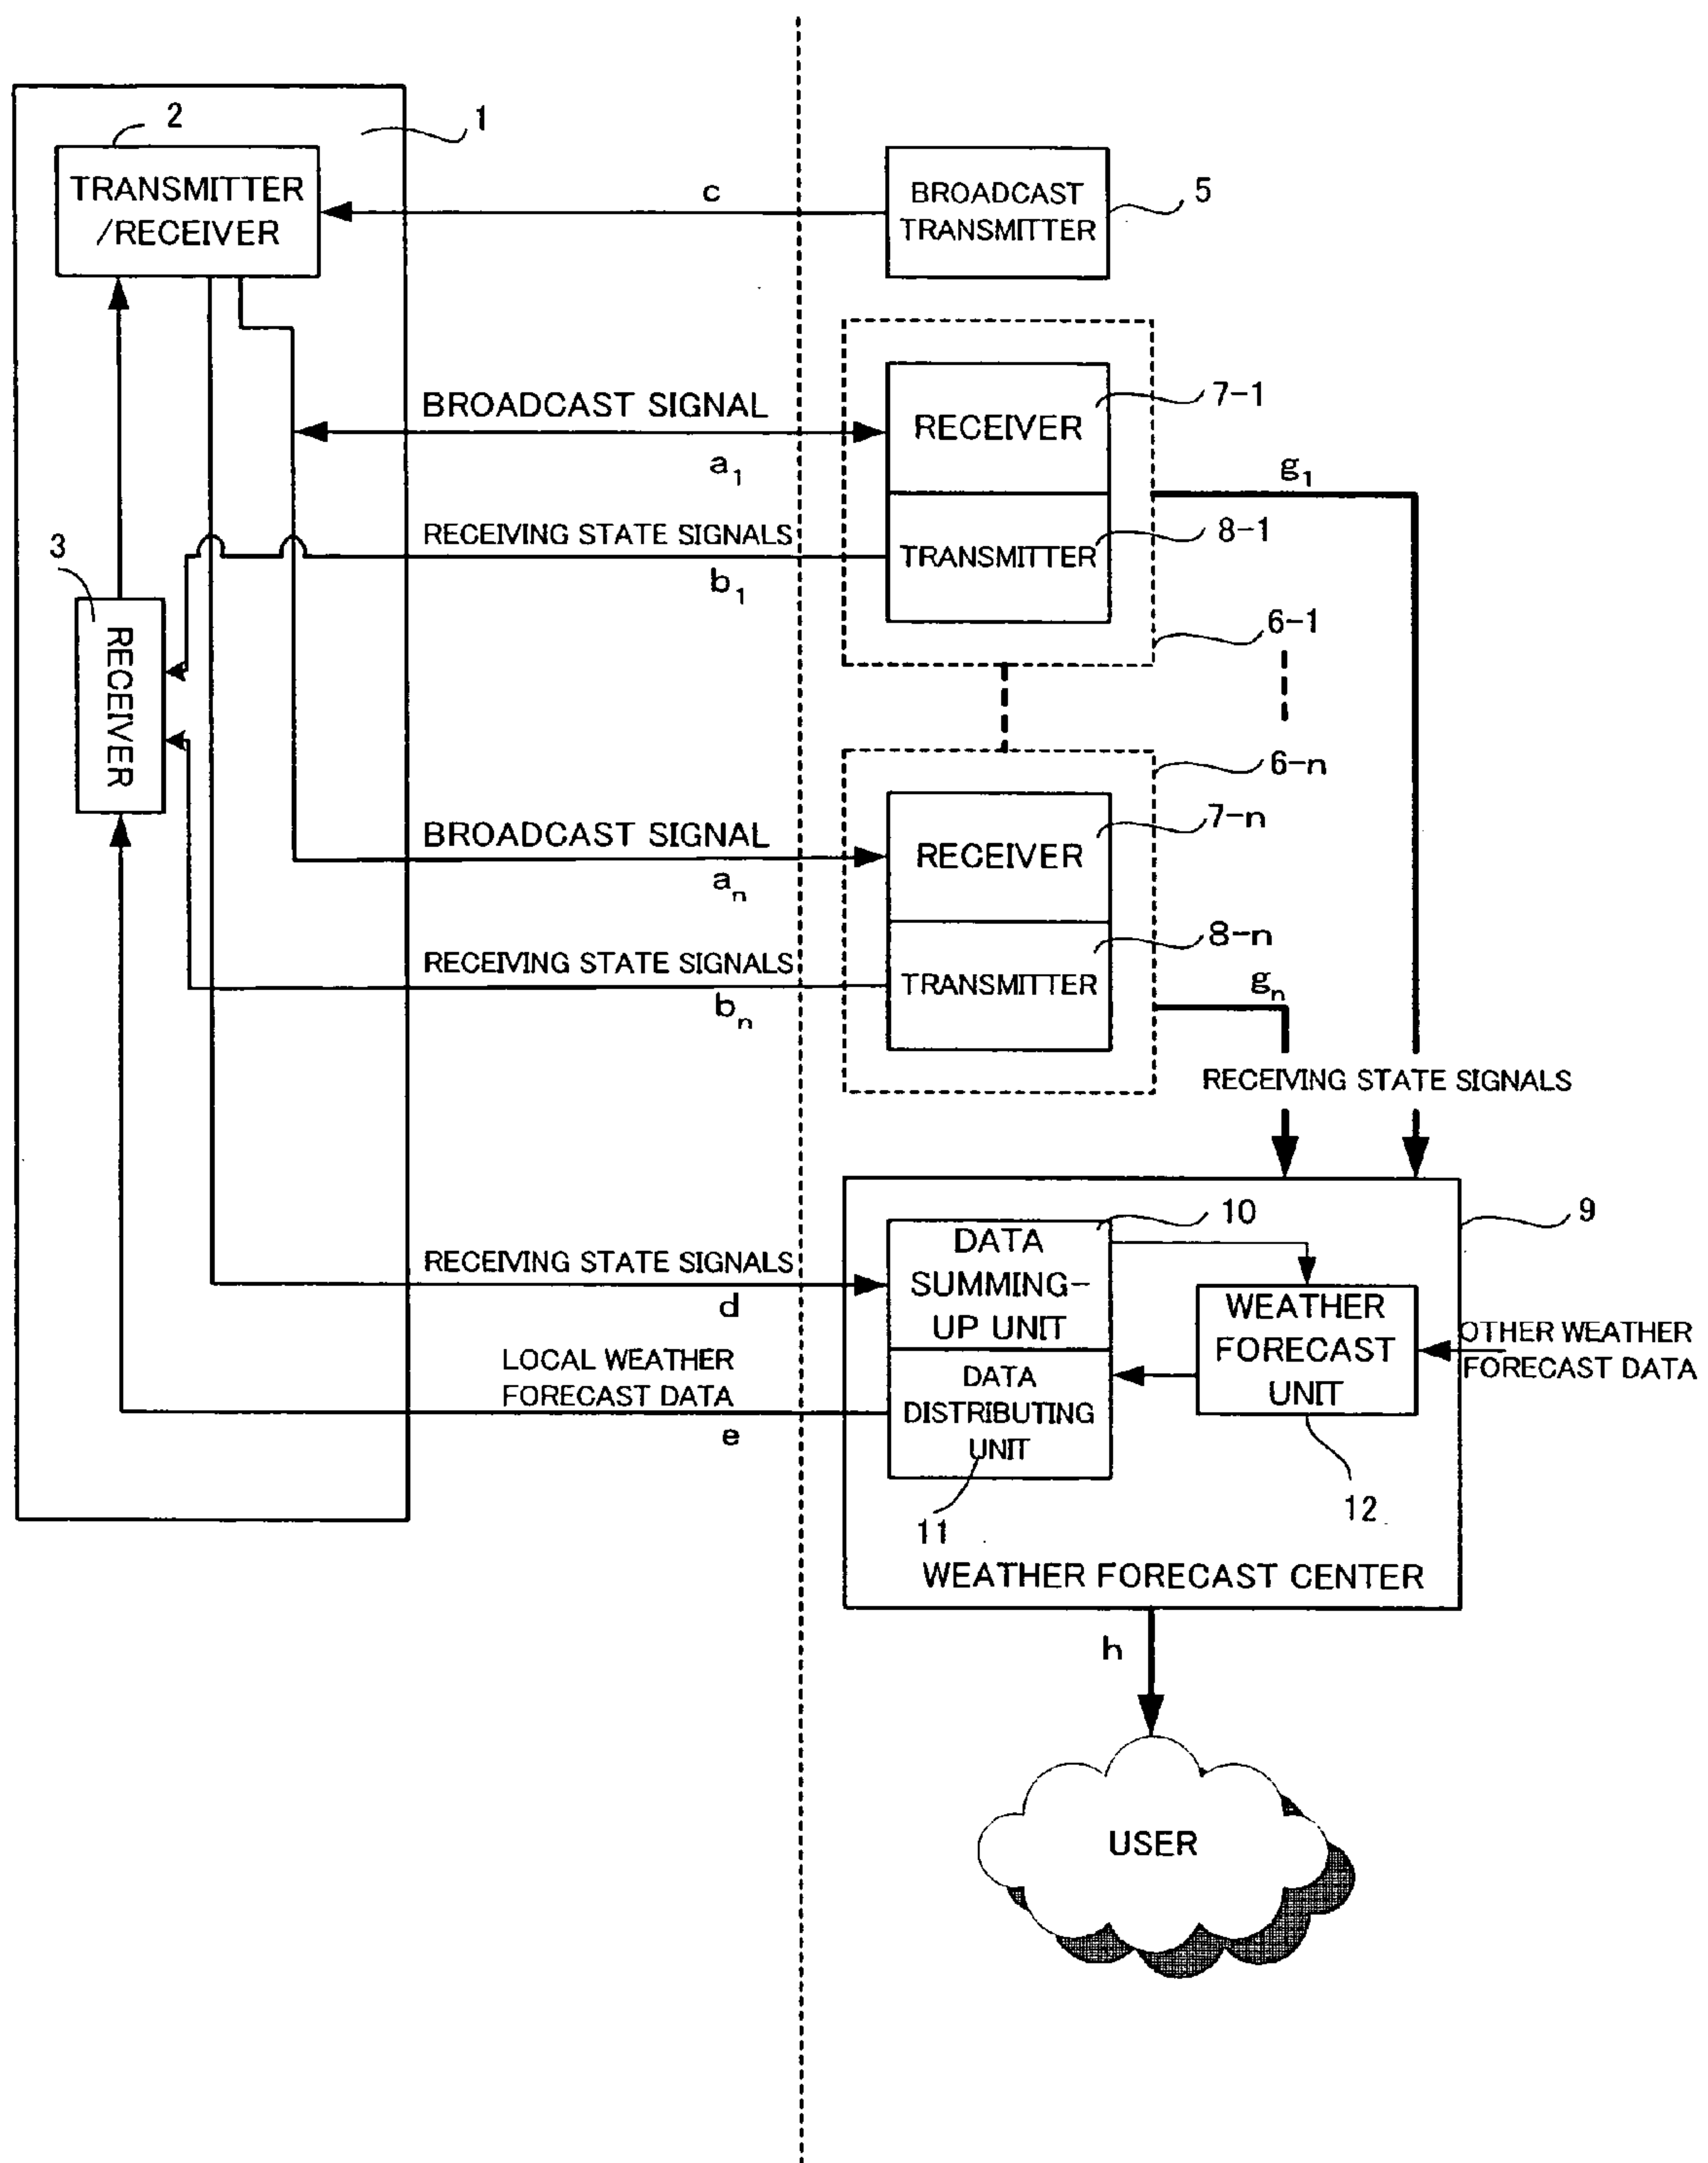 1
2
TRANSMITTER
/RECEIVER
c
BROADCAST
TRANSMITTER
5
BROADCAST SIGNAL
a1
RECEIVER
7-1
g1
RECEIVING STATE SIGNALS
b1
TRANSMITTER
8-1
3
RECEIVER
6-1
6-n
BROADCAST SIGNAL
an
RECEIVER
7-n
RECEIVING STATE SIGNALS
bn
TRANSMITTER
8-n
gn
RECEIVING STATE SIGNALS
9
10
DATA
SUMMING-
UP UNIT
RECEIVING STATE SIGNALS
d
WEATHER
FORECAST
UNIT
OTHER WEATHER
FORECAST DATA
LOCAL WEATHER
FORECAST DATA
e
DATA
DISTRIBUTING
UNIT
11
12
WEATHER FORECAST CENTER
h
USER